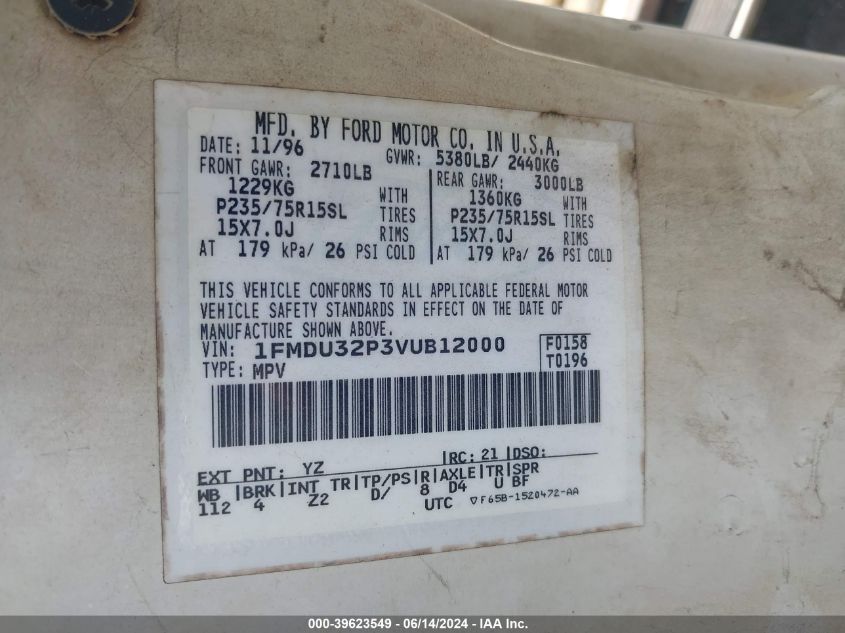 MFD. BY FORD MOTOR CO. IN U.S.A.
DATE: 11/96 GVWR: 5380LB/ 2440KG
FRONT GAWR: 2710LB REAR GAWR: 3000LB
1229KG WITH 1360KG WITH
P235/75R15SL TIRES P235/75R15SL TIRES
15X7.0J RIMS 15X7.0J RIMS
AT 179 kPa/ 26 PSI COLD AT 179 kPa/ 26 PSI COLD
THIS VEHICLE CONFORMS TO ALL APPLICABLE FEDERAL MOTOR
VEHICLE SAFETY STANDARDS IN EFFECT ON THE DATE OF
MANUFACTURE SHOWN ABOVE.
VIN: 1FMDU32P3VUB12000 F0158
TYPE: MPV T0196
EXT PNT: YZ RC: 21 DSO:
WB BRK INT TR TP/PS R AXLE TR SPR
112 4 Z2 D/ 8 D4 U BF
UTC ▽F65B-1520472-AA
000-39623549 - 06/14/2024 - IAA Inc.